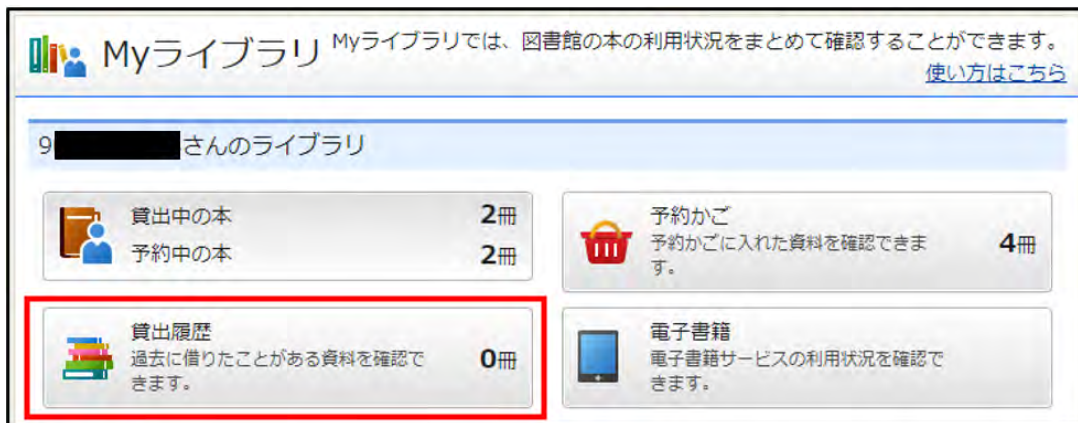 Myライブラリ Myライブラリでは、図書館の本の利用状況をまとめて確認することができます。
使い方はこちら
9 さんのライブラリ
貸出中の本 2冊
予約中の本 2冊
予約かご
予約かごに入れた資料を確認できま
す。
4冊
貸出履歴
過去に借りたことがある資料を確認で
きます。
0冊
電子書籍
電子書籍サービスの利用状況を確認で
きます。